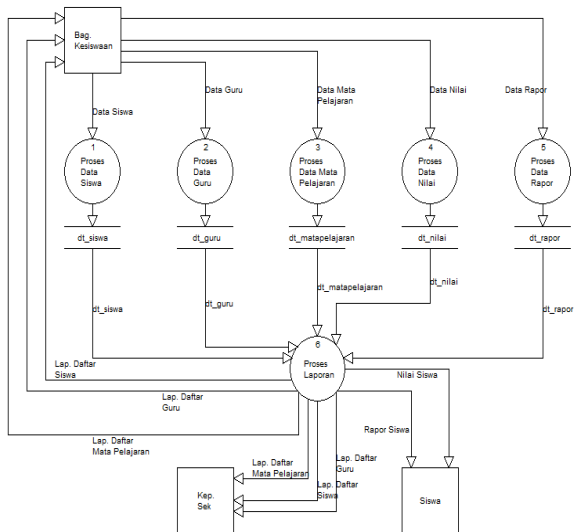 Bag.
Kesiswaan
Data Siswa
Data Guru
Data Mata
Pelajaran
Data Nilai
Data Rapor
1
Proses
Data
Siswa
2
Proses
Data
Guru
3
Proses
Data Mata
Pelajaran
4
Proses
Data
Nilai
5
Proses
Data
Rapor
dt_siswa
dt_guru
dt_matapelajaran
dt_nilai
dt_rapor
dt_siswa
dt_guru
dt_matapelajaran
dt_nilai
dt_rapor
6
Proses
Laporan
Lap. Daftar
Siswa
Lap. Daftar
Guru
Lap. Daftar
Mata Pelajaran
Nilai Siswa
Rapor Siswa
Lap. Daftar
Mata Pelajaran
Lap. Daftar
Guru
Lap. Daftar
Siswa
Kep.
Sek
Siswa